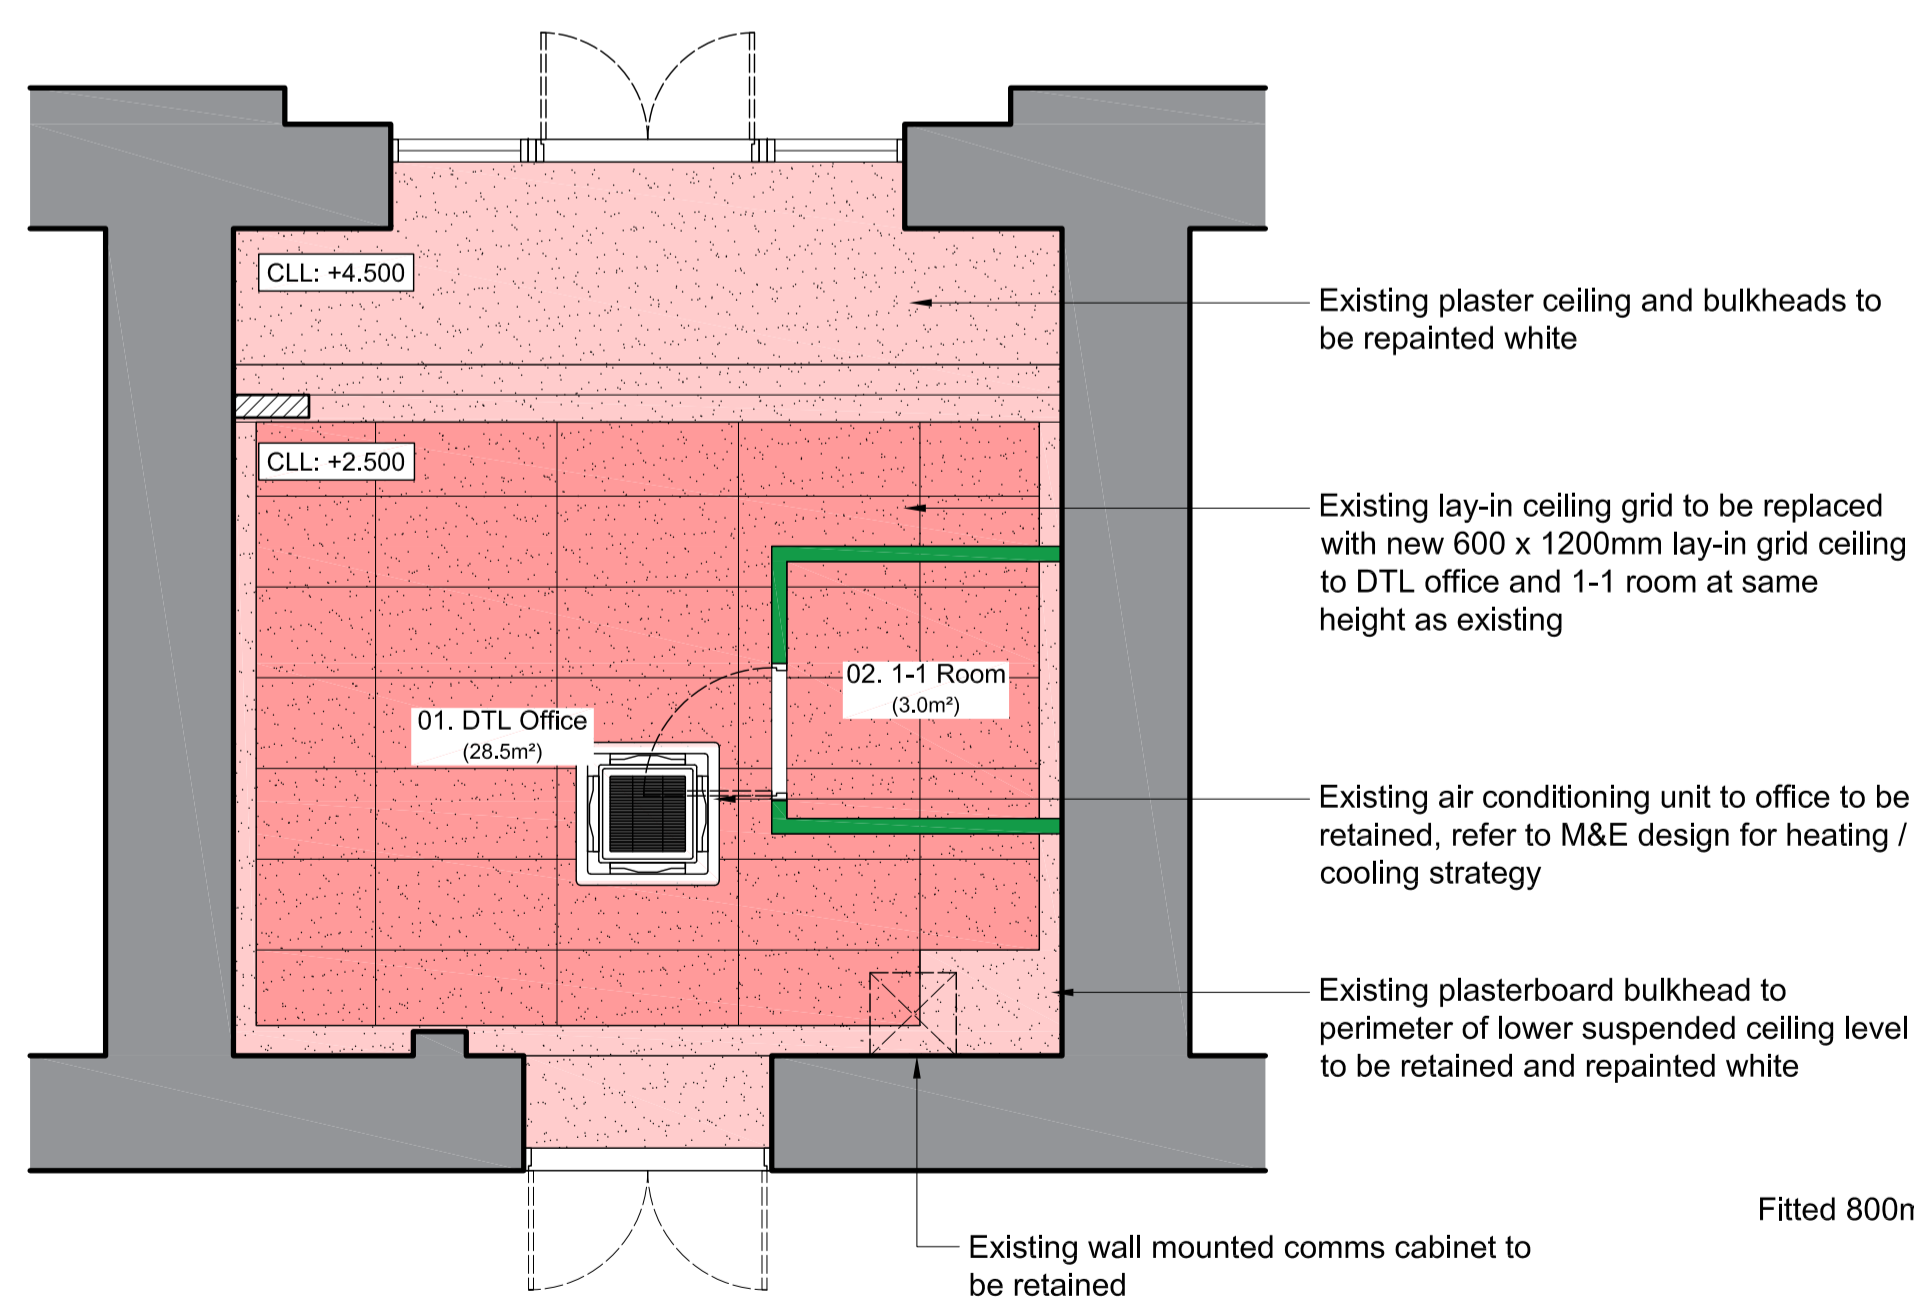 CLL: +4.500
Existing plaster ceiling and bulkheads to
be repainted white
CLL: +2.500
Existing lay-in ceiling grid to be replaced
with new 600 x 1200mm lay-in grid ceiling
to DTL office and 1-1 room at same
height as existing
02. 1-1 Room
(3.0m²)
01. DTL Office
(28.5m²)
Existing air conditioning unit to office to be
retained, refer to M&E design for heating /
cooling strategy
Existing plasterboard bulkhead to
perimeter of lower suspended ceiling level
to be retained and repainted white
Fitted 800m
Existing wall mounted comms cabinet to
be retained